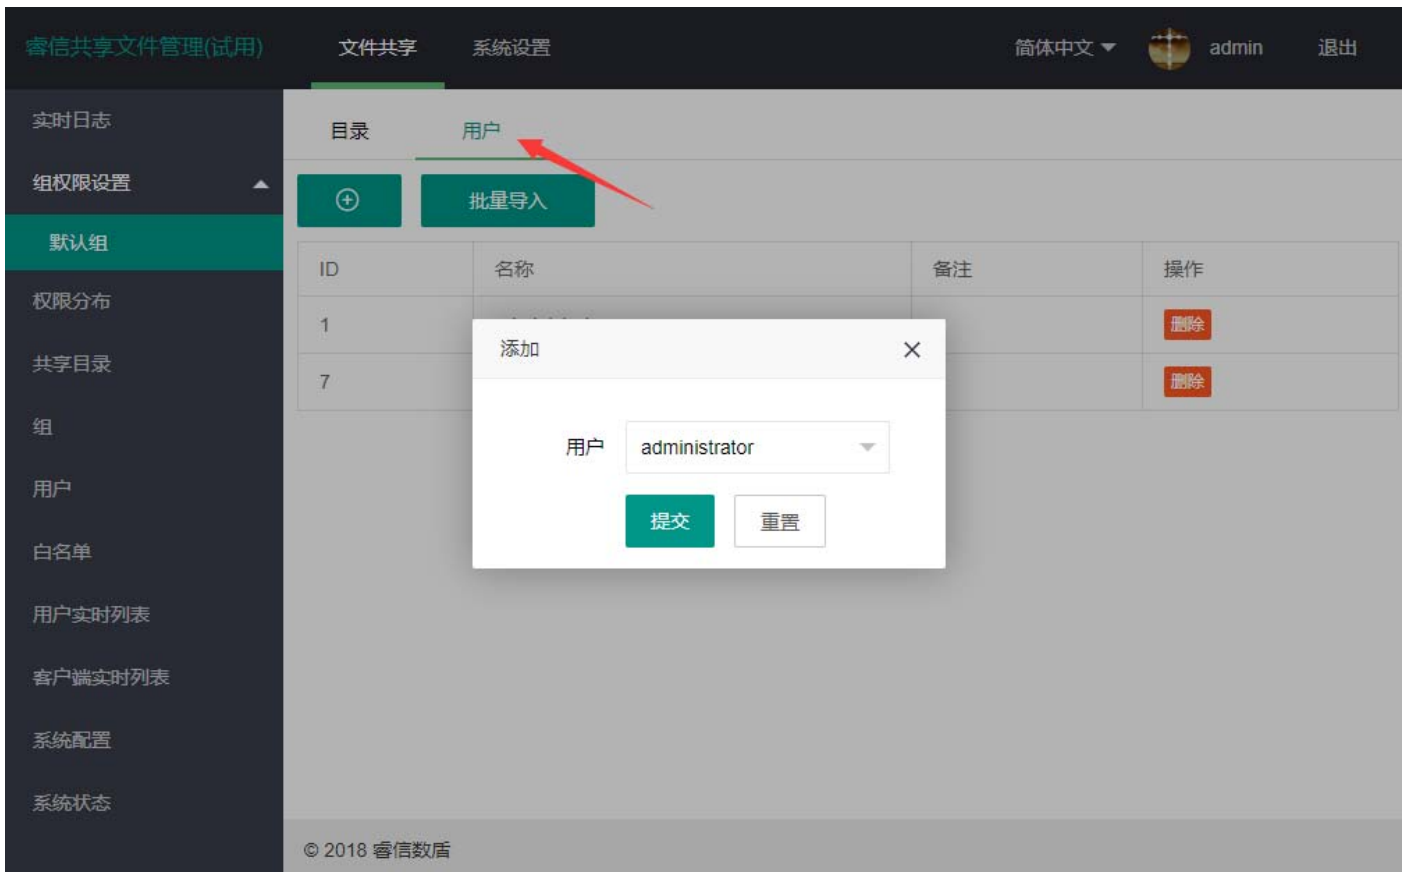 睿信共享文件管理(试用) 文件共享 系统设置 简体中文 admin 退出
实时日志
组权限设置
默认组
权限分布
共享目录
组
用户
白名单
用户实时列表
客户端实时列表
系统配置
系统状态
目录 用户
批量导入
ID 名称 备注 操作
1 删除
7 删除
添加
用户 administrator
提交 重置
© 2018 睿信数盾